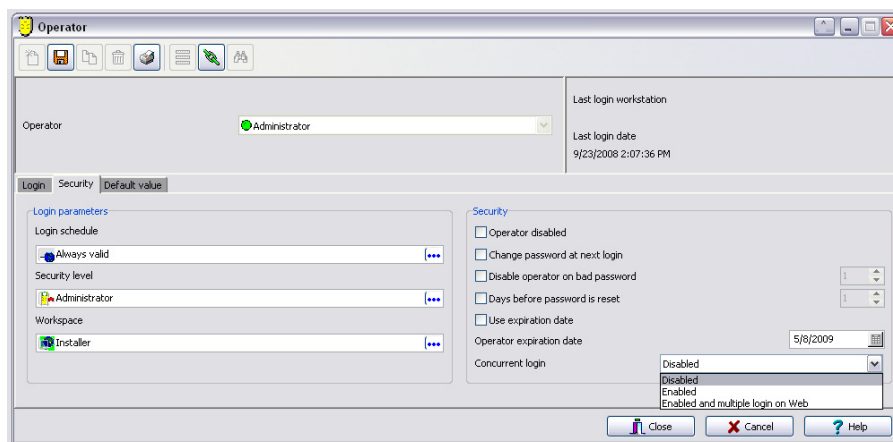 Operator
Operator
Administrator
Last login workstation
Last login date
9/23/2008 2:07:36 PM
Login
Security
Default value
Login parameters
Login schedule
Always valid
Security level
Administrator
Workspace
Installer
Security
Operator disabled
Change password at next login
Disable operator on bad password
1
Days before password is reset
1
Use expiration date
Operator expiration date
5/8/2009
Concurrent login
Disabled
Disabled
Enabled
Enabled and multiple login on Web
Close
Cancel
Help